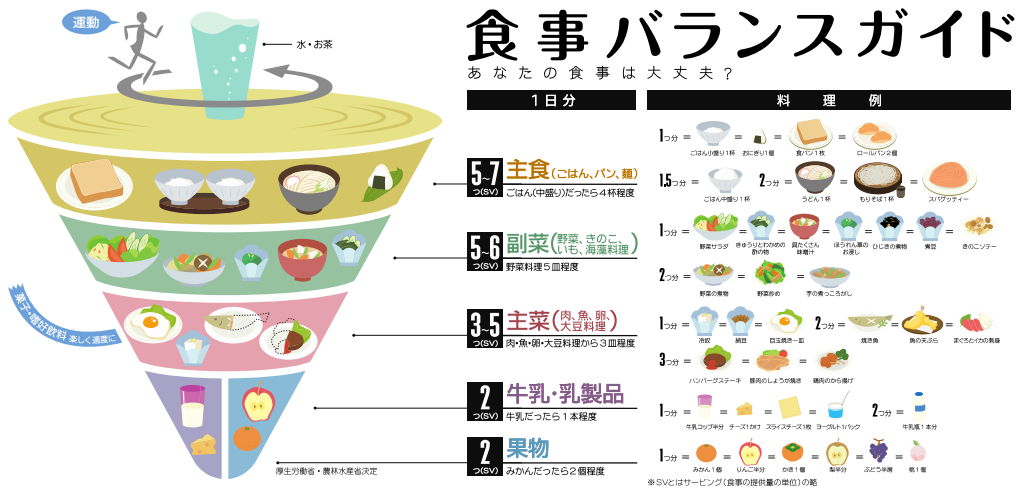 食事バランスガイド
あなたの食事は大丈夫？
運動
水・お茶
菓子・嗜好飲料 楽しく適度に
厚生労働省・農林水産省決定
1日分
5~7 つ(SV) 主食(ごはん、パン、麺)
ごはん(中盛り)だったら4杯程度
5~6 つ(SV) 副菜(野菜、きのこ、いも、海藻料理)
野菜料理5皿程度
3~5 つ(SV) 主菜(肉、魚、卵、大豆料理)
肉・魚・卵・大豆料理から3皿程度
2 つ(SV) 牛乳・乳製品
牛乳だったら1本程度
2 つ(SV) 果物
みかんだったら2個程度
料理例
1つ分 = = = =
ごはん小盛り1杯 おにぎり1個 食パン1枚 ロールパン2個
1.5つ分 = 2つ分 = = =
ごはん中盛り1杯 うどん1杯 もりそば1杯 スパゲッティー
1つ分 = = = = = = =
野菜サラダ きゅうりとわかめの酢の物 具たくさん味噌汁 ほうれん草のお浸し ひじきの煮物 煮豆 きのこソテー
2つ分 = = =
野菜の煮物 野菜炒め 芋の煮っころがし
1つ分 = = = 2つ分 = = =
冷奴 納豆 目玉焼き一皿 焼き魚 魚の天ぷら まぐろとイカの刺身
3つ分 = = =
ハンバーグステーキ 豚肉のしょうが焼き 鶏肉のから揚げ
1つ分 = = = = 2つ分 =
牛乳コップ半分 チーズ1かけ スライスチーズ1枚 ヨーグルト1パック 牛乳瓶1本分
1つ分 = = = = = =
みかん1個 りんご半分 かき1個 梨半分 ぶどう半房 桃1個
※SVとはサービング(食事の提供量の単位)の略